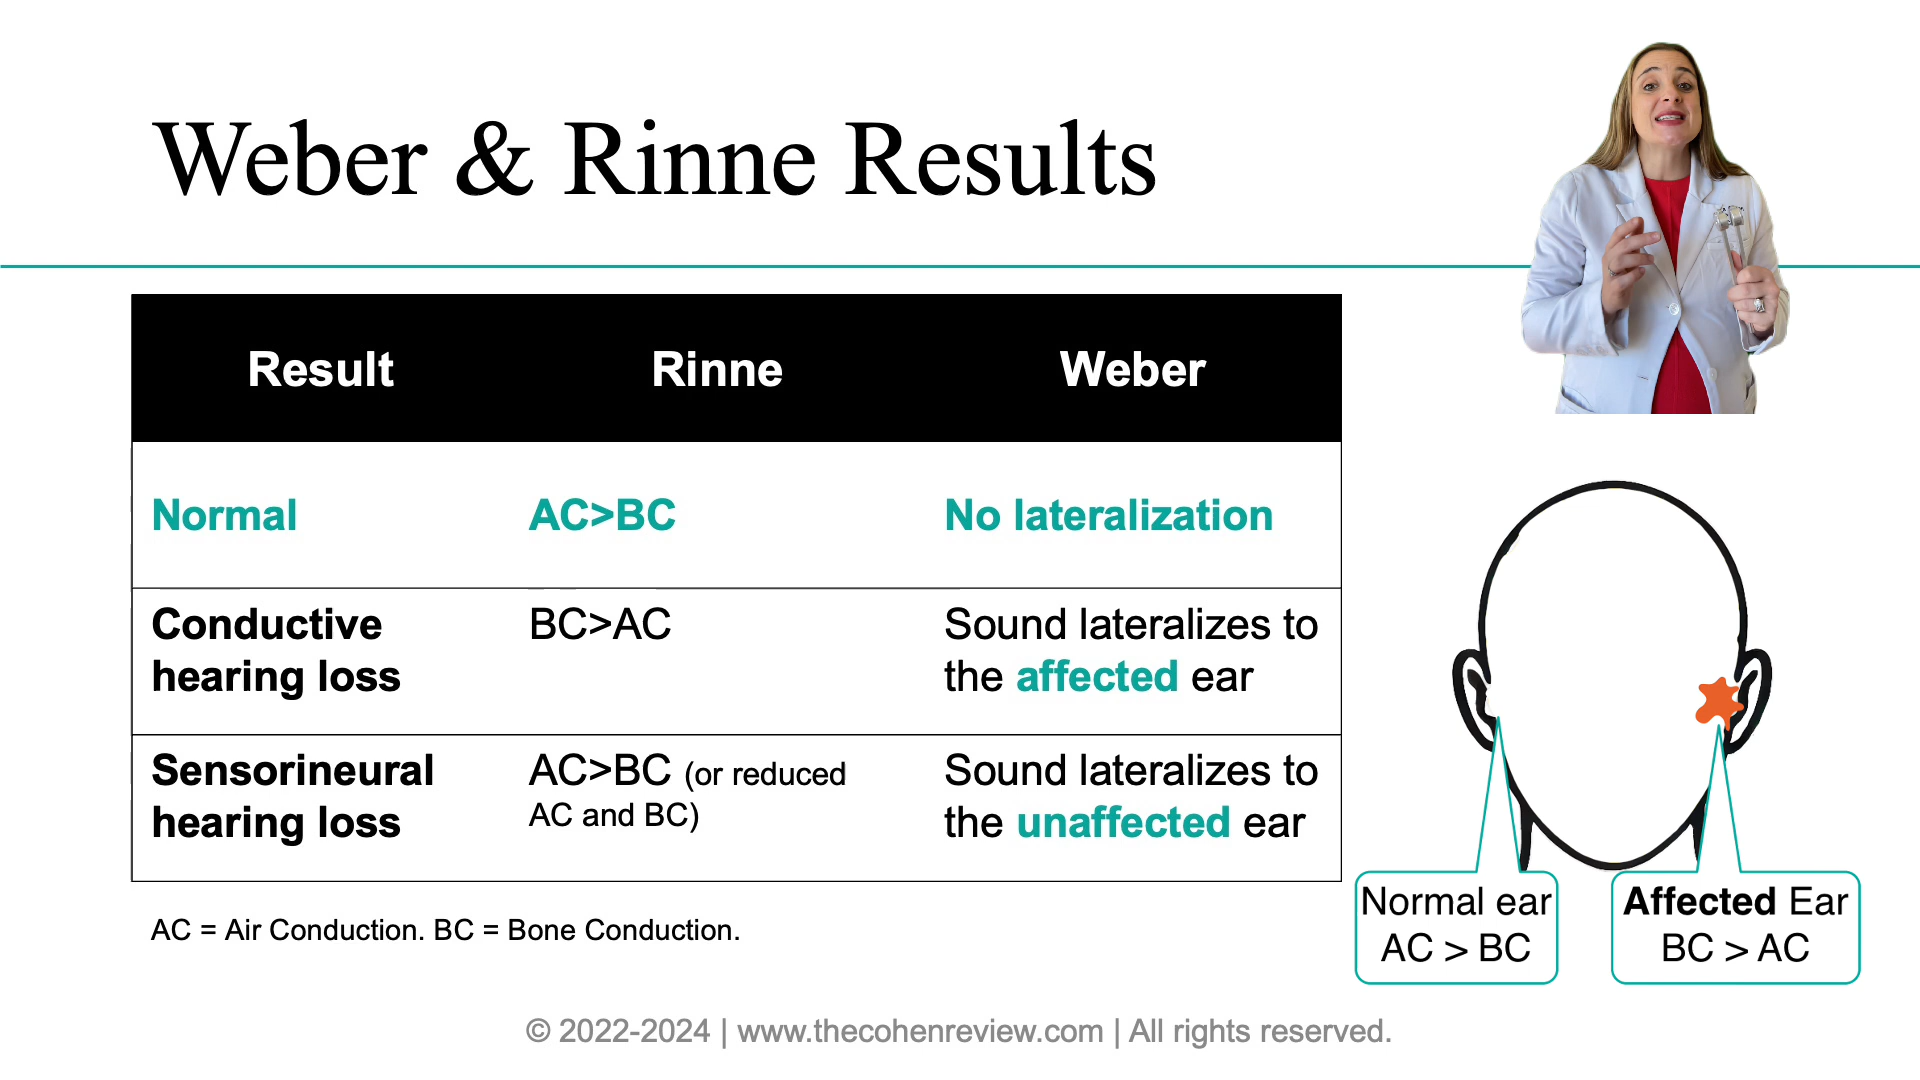 Weber & Rinne Results
Result Rinne Weber
Normal AC>BC No lateralization
Conductive
hearing loss
BC>AC
Sound lateralizes to
the affected ear
Sensorineural
hearing loss
AC>BC (or reduced
AC and BC)
Sound lateralizes to
the unaffected ear
Normal ear
AC > BC
Affected Ear
BC > AC
AC = Air Conduction. BC = Bone Conduction.
© 2022-2024 | www.thecohenreview.com | All rights reserved.